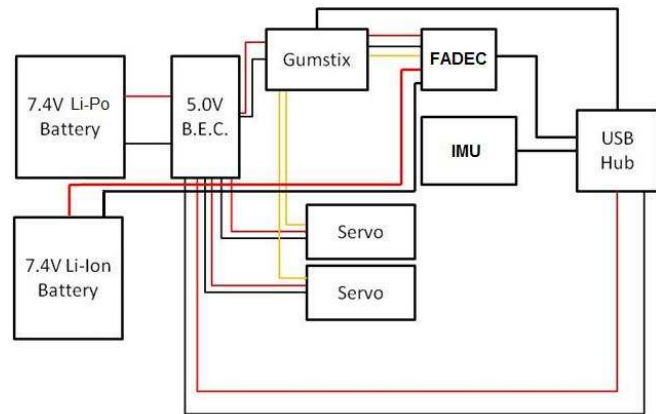 Gumstix
FADEC
7.4V Li-Po
Battery
5.0V
B.E.C.
USB
Hub
IMU
Servo
7.4V Li-Ion
Battery
Servo